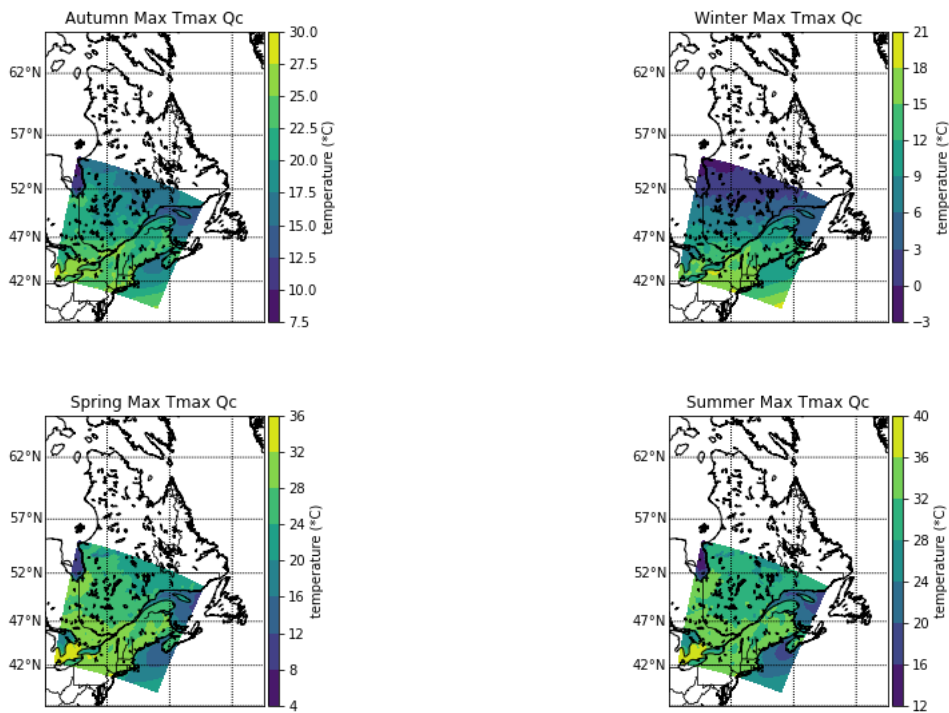 Autumn Max Tmax Qc
62°N
57°N
52°N
47°N
42°N
30.0
27.5
25.0
22.5
20.0
17.5
15.0
12.5
10.0
7.5
temperature (*C)
Winter Max Tmax Qc
62°N
57°N
52°N
47°N
42°N
21
18
15
12
9
6
3
0
−3
temperature (*C)
Spring Max Tmax Qc
62°N
57°N
52°N
47°N
42°N
36
32
28
24
20
16
12
8
4
temperature (*C)
Summer Max Tmax Qc
62°N
57°N
52°N
47°N
42°N
40
36
32
28
24
20
16
12
temperature (*C)